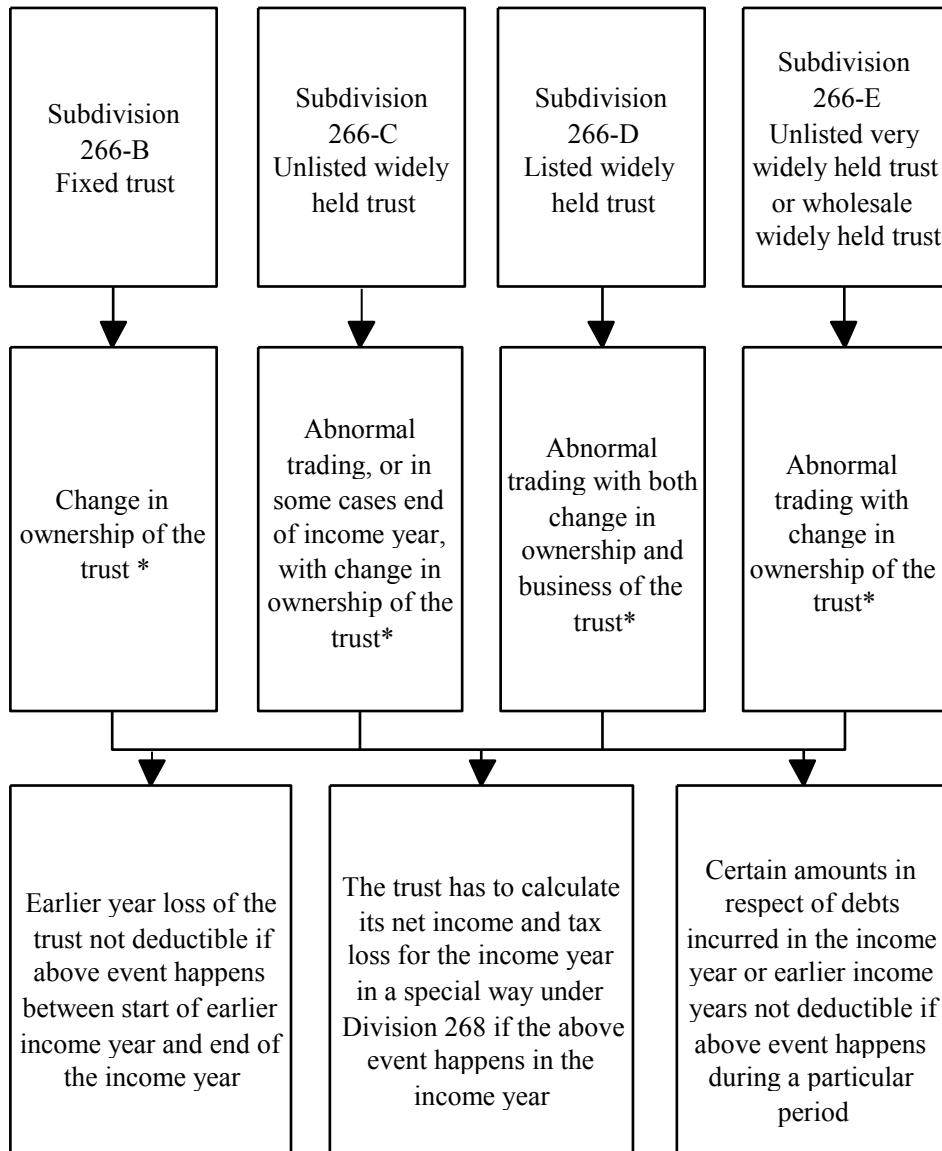 Subdivision
266-B
Fixed trust
Subdivision
266-C
Unlisted widely
held trust
Subdivision
266-D
Listed widely
held trust
Subdivision
266-E
Unlisted very
widely held trust
or wholesale
widely held trust
Change in
ownership of the
trust *
Abnormal
trading, or in
some cases end
of income year,
with change in
ownership of the
trust*
Abnormal
trading with both
change in
ownership and
business of the
trust*
Abnormal
trading with
change in
ownership of the
trust*
Earlier year loss of the
trust not deductible if
above event happens
between start of earlier
income year and end of
the income year
The trust has to calculate
its net income and tax
loss for the income year
in a special way under
Division 268 if the above
event happens in the
income year
Certain amounts in
respect of debts
incurred in the income
year or earlier income
years not deductible if
above event happens
during a particular
period